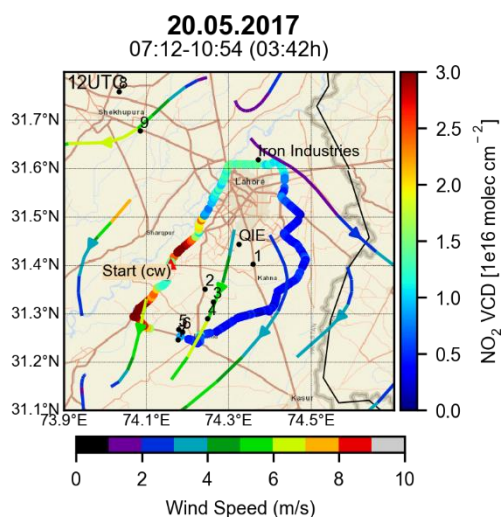 20.05.2017
07:12-10:54 (03:42h)
12UTC
8
Shekhupura
9
Iron Industries
Lahore
Sharqpur
QIE
1
Kahna
Start (cw)
2
3
4
5
6
Kasur
31.7°N
31.6°N
31.5°N
31.4°N
31.3°N
31.2°N
31.1°N
73.9°E
74.1°E
74.3°E
74.5°E
3.0
2.5
2.0
1.5
1.0
0.5
0.0
NO₂ VCD [1e16 molec cm⁻²]
0 2 4 6 8 10
Wind Speed (m/s)